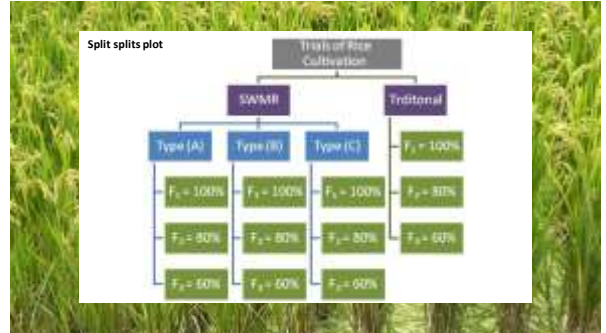 Split splits plot
Trials of Rice
Cultivation
SWMR
Trditonal
Type (A)
Type (B)
Type (C)
F₁ = 100%
F₁ = 100%
F₁ = 100%
F₁ = 100%
F₂ = 80%
F₂ = 80%
F₂ = 80%
F₂ = 80%
F₃ = 60%
F₃ = 60%
F₃ = 60%
F₃ = 60%